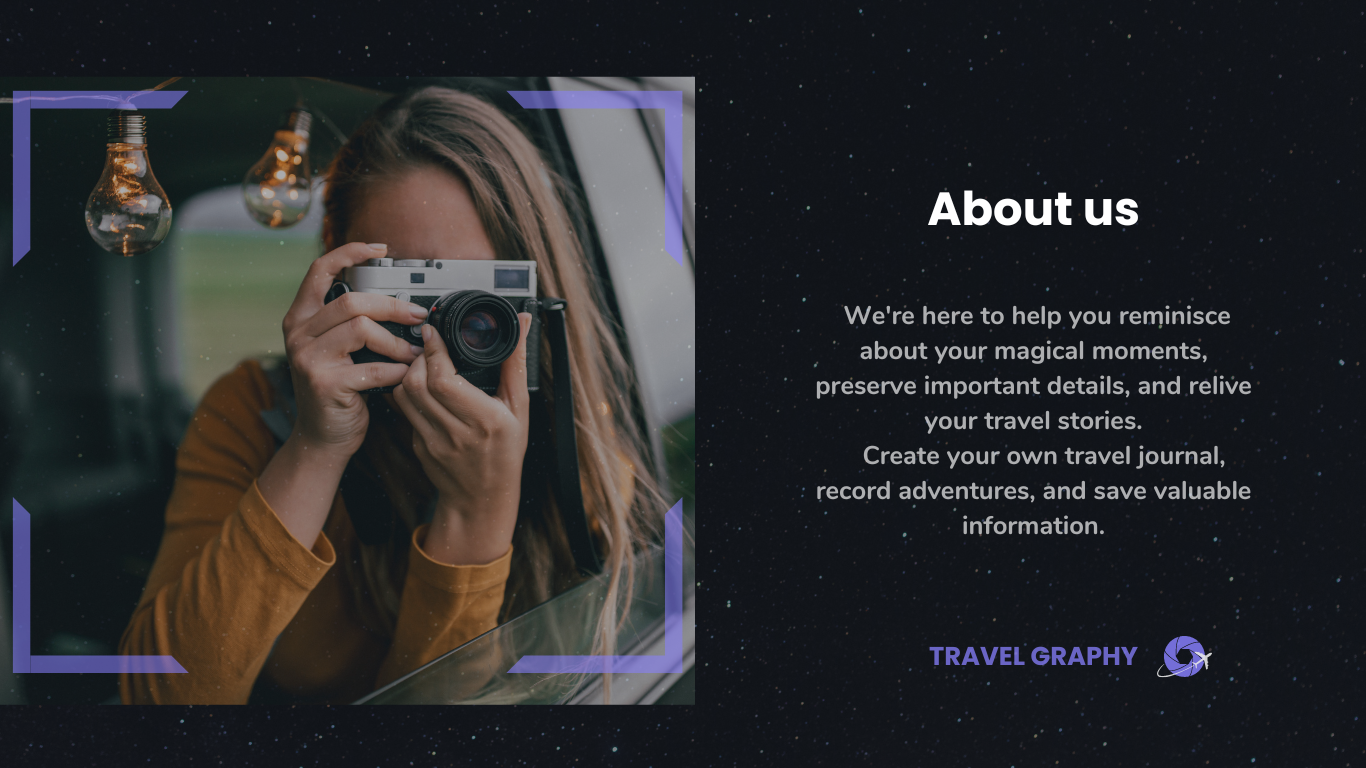 About us
We're here to help you reminisce
about your magical moments,
preserve important details, and relive
your travel stories.
Create your own travel journal,
record adventures, and save valuable
information.
TRAVEL GRAPHY